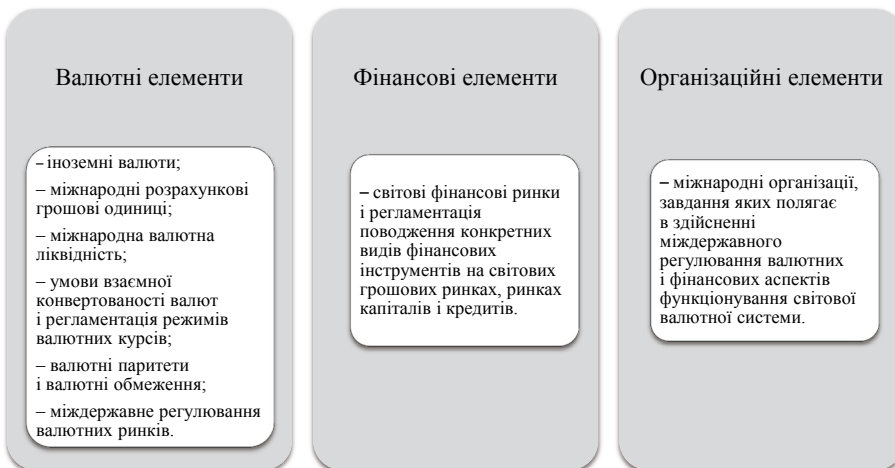 Валютні елементи
– іноземні валюти;
– міжнародні розрахункові
грошові одиниці;
– міжнародна валютна
ліквідність;
– умови взаємної
конвертованості валют
і регламентація режимів
валютних курсів;
– валютні паритети
і валютні обмеження;
– міждержавне регулювання
валютних ринків.
Фінансові елементи
– світові фінансові ринки
і регламентація
поводження конкретних
видів фінансових
інструментів на світових
грошових ринках, ринках
капіталів і кредитів.
Організаційні елементи
– міжнародні організації,
завдання яких полягає
в здійсненні
міждержавного
регулювання валютних
і фінансових аспектів
функціонування світової
валютної системи.